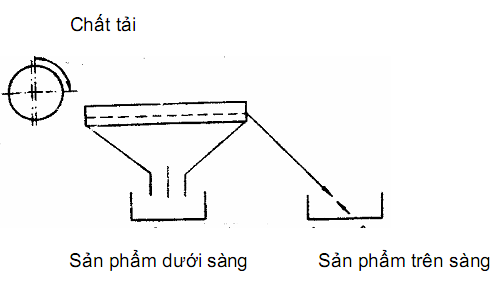 Chất tải
Sản phẩm dưới sàng
Sản phẩm trên sàng